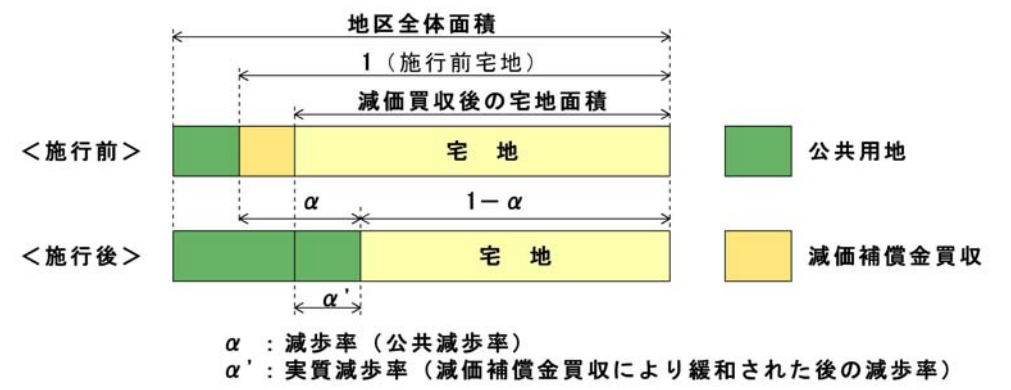 地区全体面積
1（施行前宅地）
減価買収後の宅地面積
＜施行前＞
宅 地
公共用地
α
1－α
＜施行後＞
宅 地
減価補償金買収
α'
α ：減歩率（公共減歩率）
α'：実質減歩率（減価補償金買収により緩和された後の減歩率）